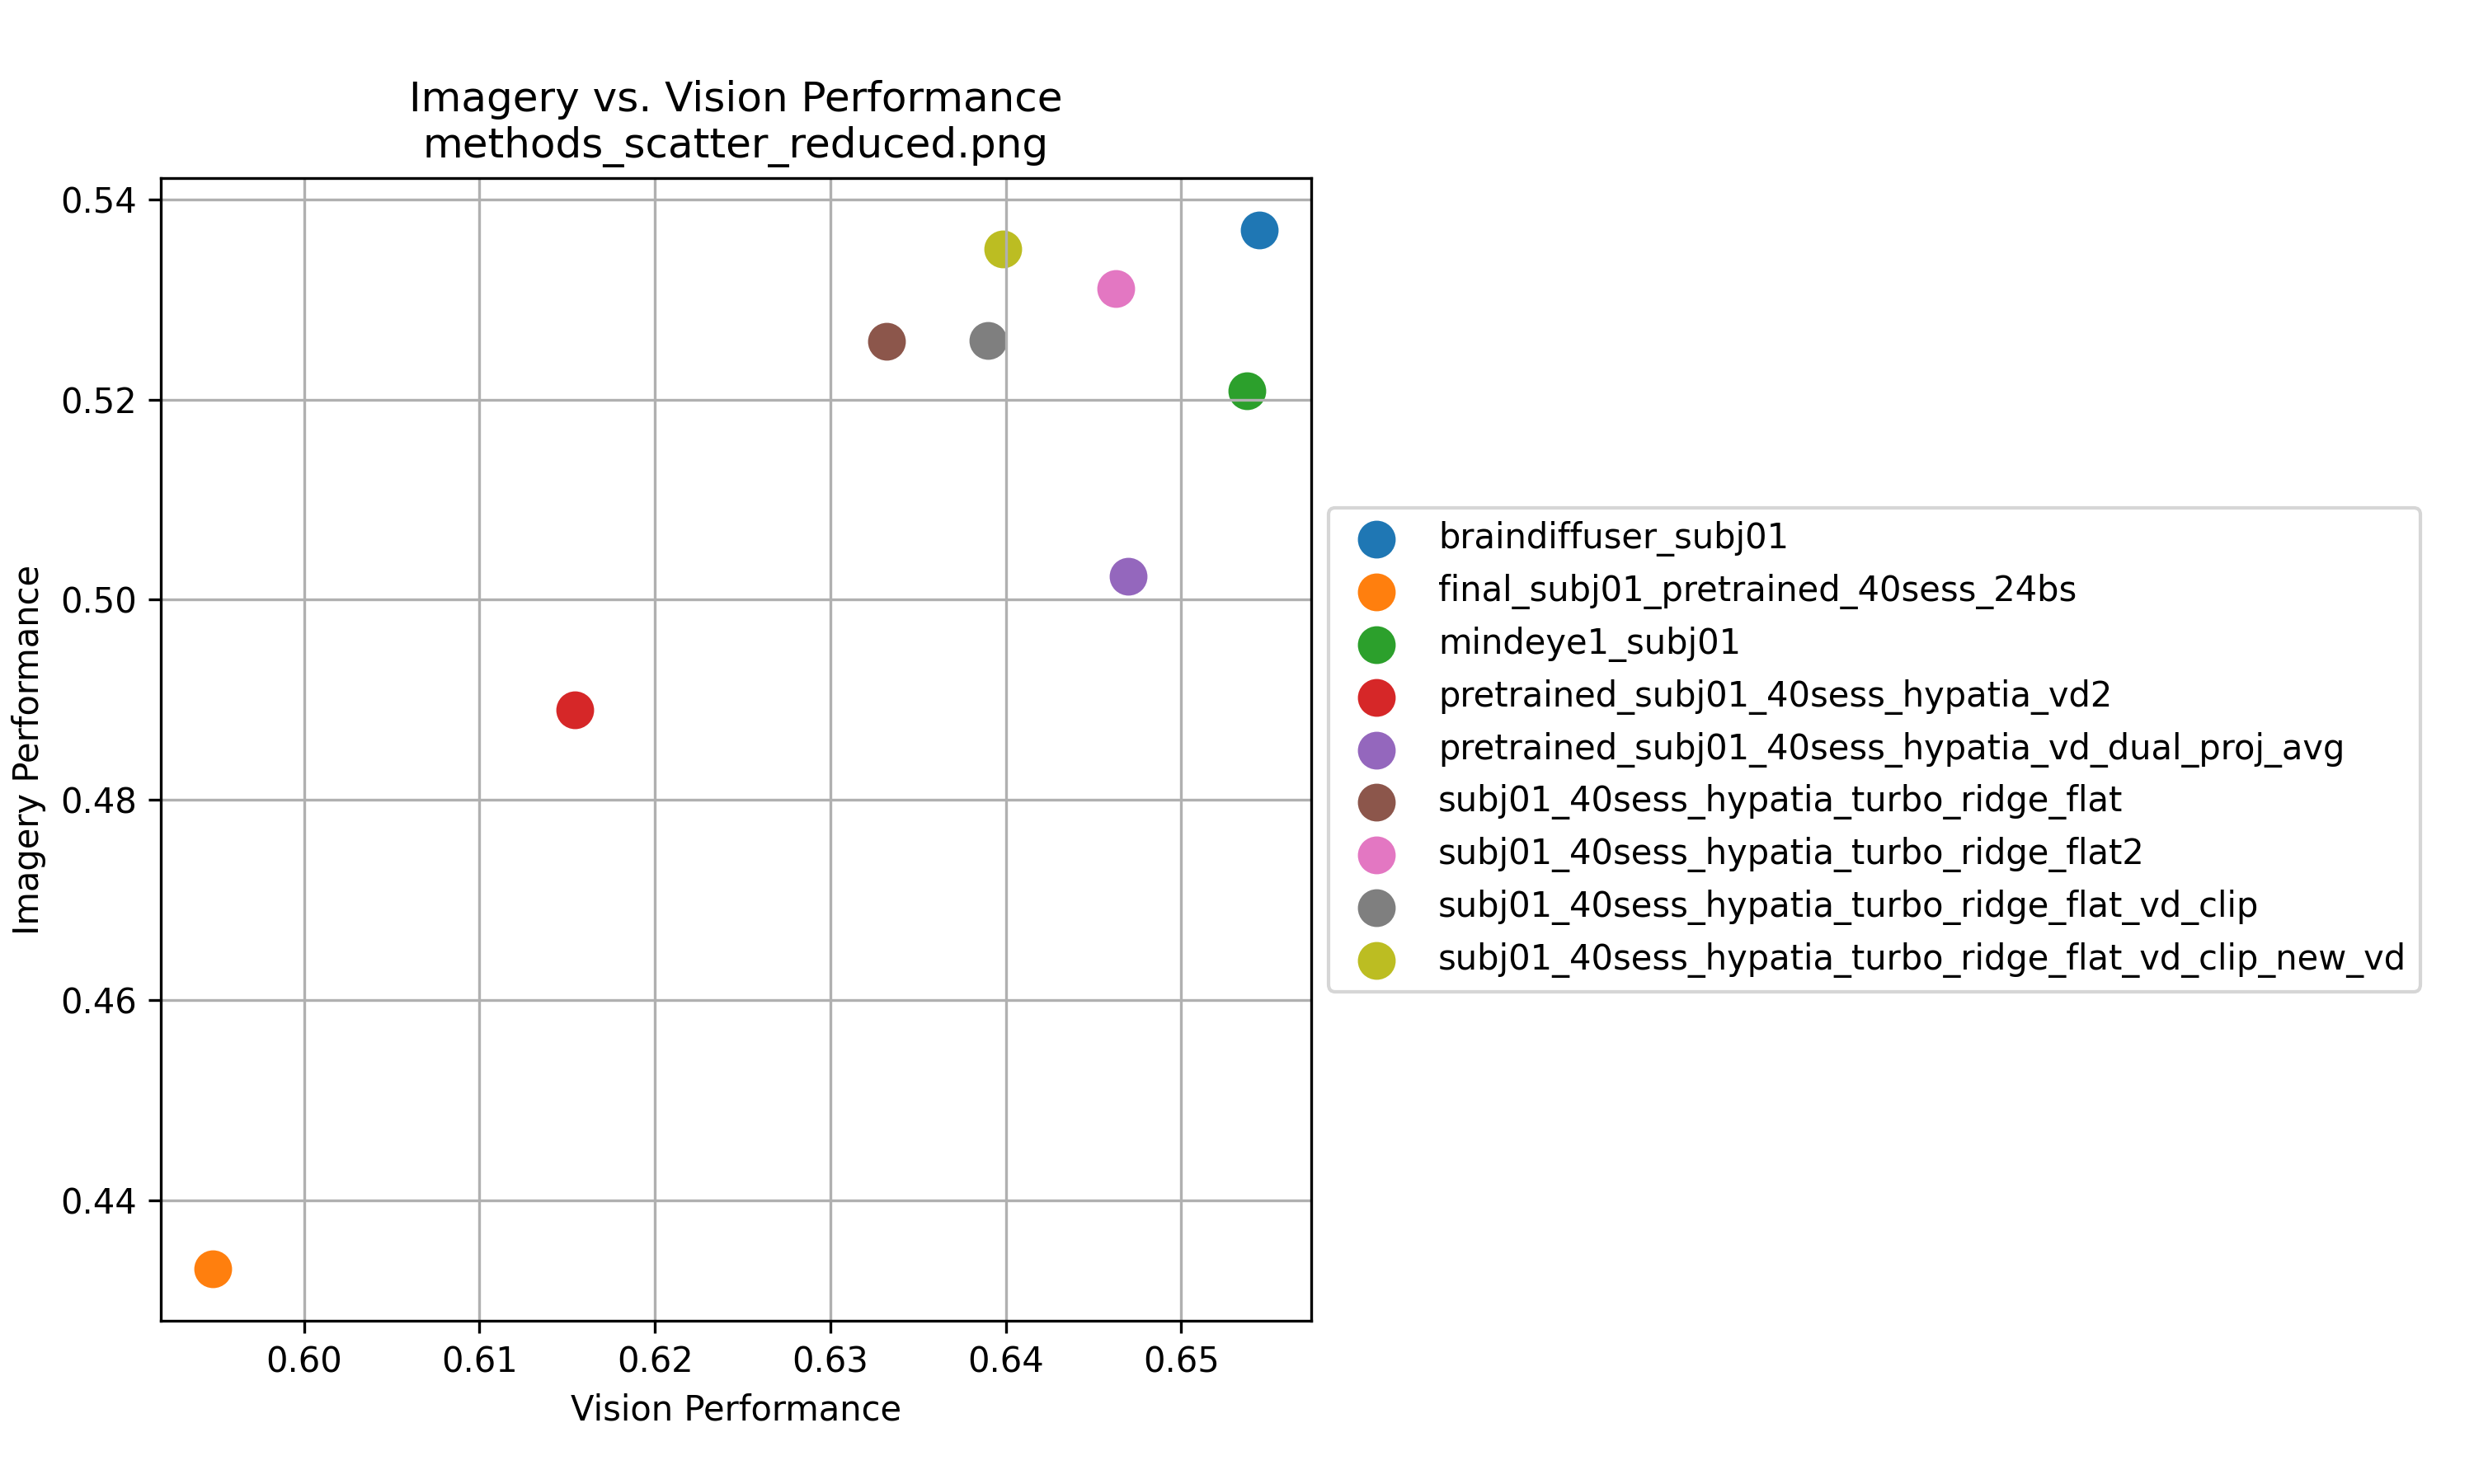 Imagery vs. Vision Performance
methods_scatter_reduced.png
0.54
0.52
0.50
0.48
0.46
0.44
Imagery Performance
0.60 0.61 0.62 0.63 0.64 0.65
Vision Performance
braindiffuser_subj01
final_subj01_pretrained_40sess_24bs
mindeye1_subj01
pretrained_subj01_40sess_hypatia_vd2
pretrained_subj01_40sess_hypatia_vd_dual_proj_avg
subj01_40sess_hypatia_turbo_ridge_flat
subj01_40sess_hypatia_turbo_ridge_flat2
subj01_40sess_hypatia_turbo_ridge_flat_vd_clip
subj01_40sess_hypatia_turbo_ridge_flat_vd_clip_new_vd